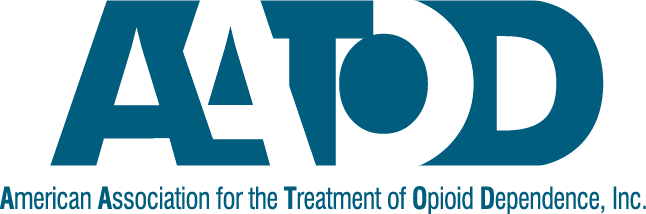 AATOD
American Association for the Treatment of Opioid Dependence, Inc.